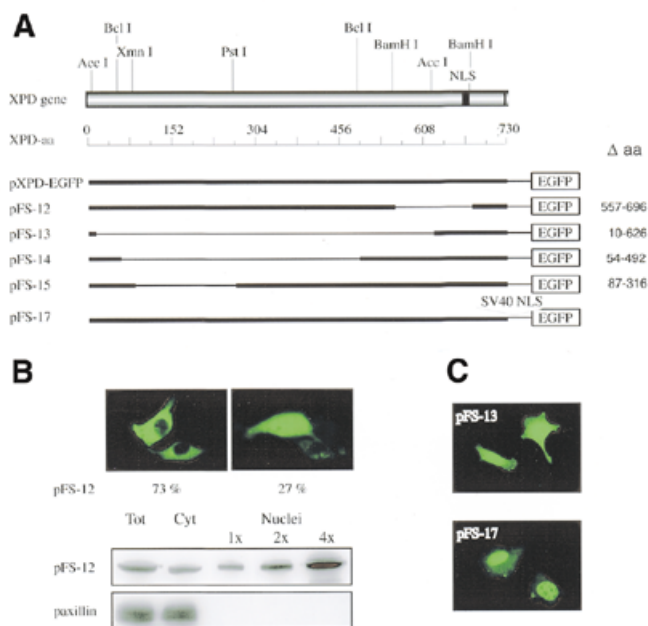 A
Bcl I
Xmn I
Acc I
Pst I
Bcl I
BamH I
Acc I
BamH I
NLS
XPD gene
XPD-aa
0 152 304 456 608 730
Δ aa
pXPD-EGFP EGFP
pFS-12 EGFP 557-696
pFS-13 EGFP 10-626
pFS-14 EGFP 54-492
pFS-15 EGFP 87-316
SV40 NLS
pFS-17 EGFP
B
C
pFS-13
pFS-12 73 % 27 %
Tot Cyt Nuclei
1x 2x 4x
pFS-12
paxillin
pFS-17